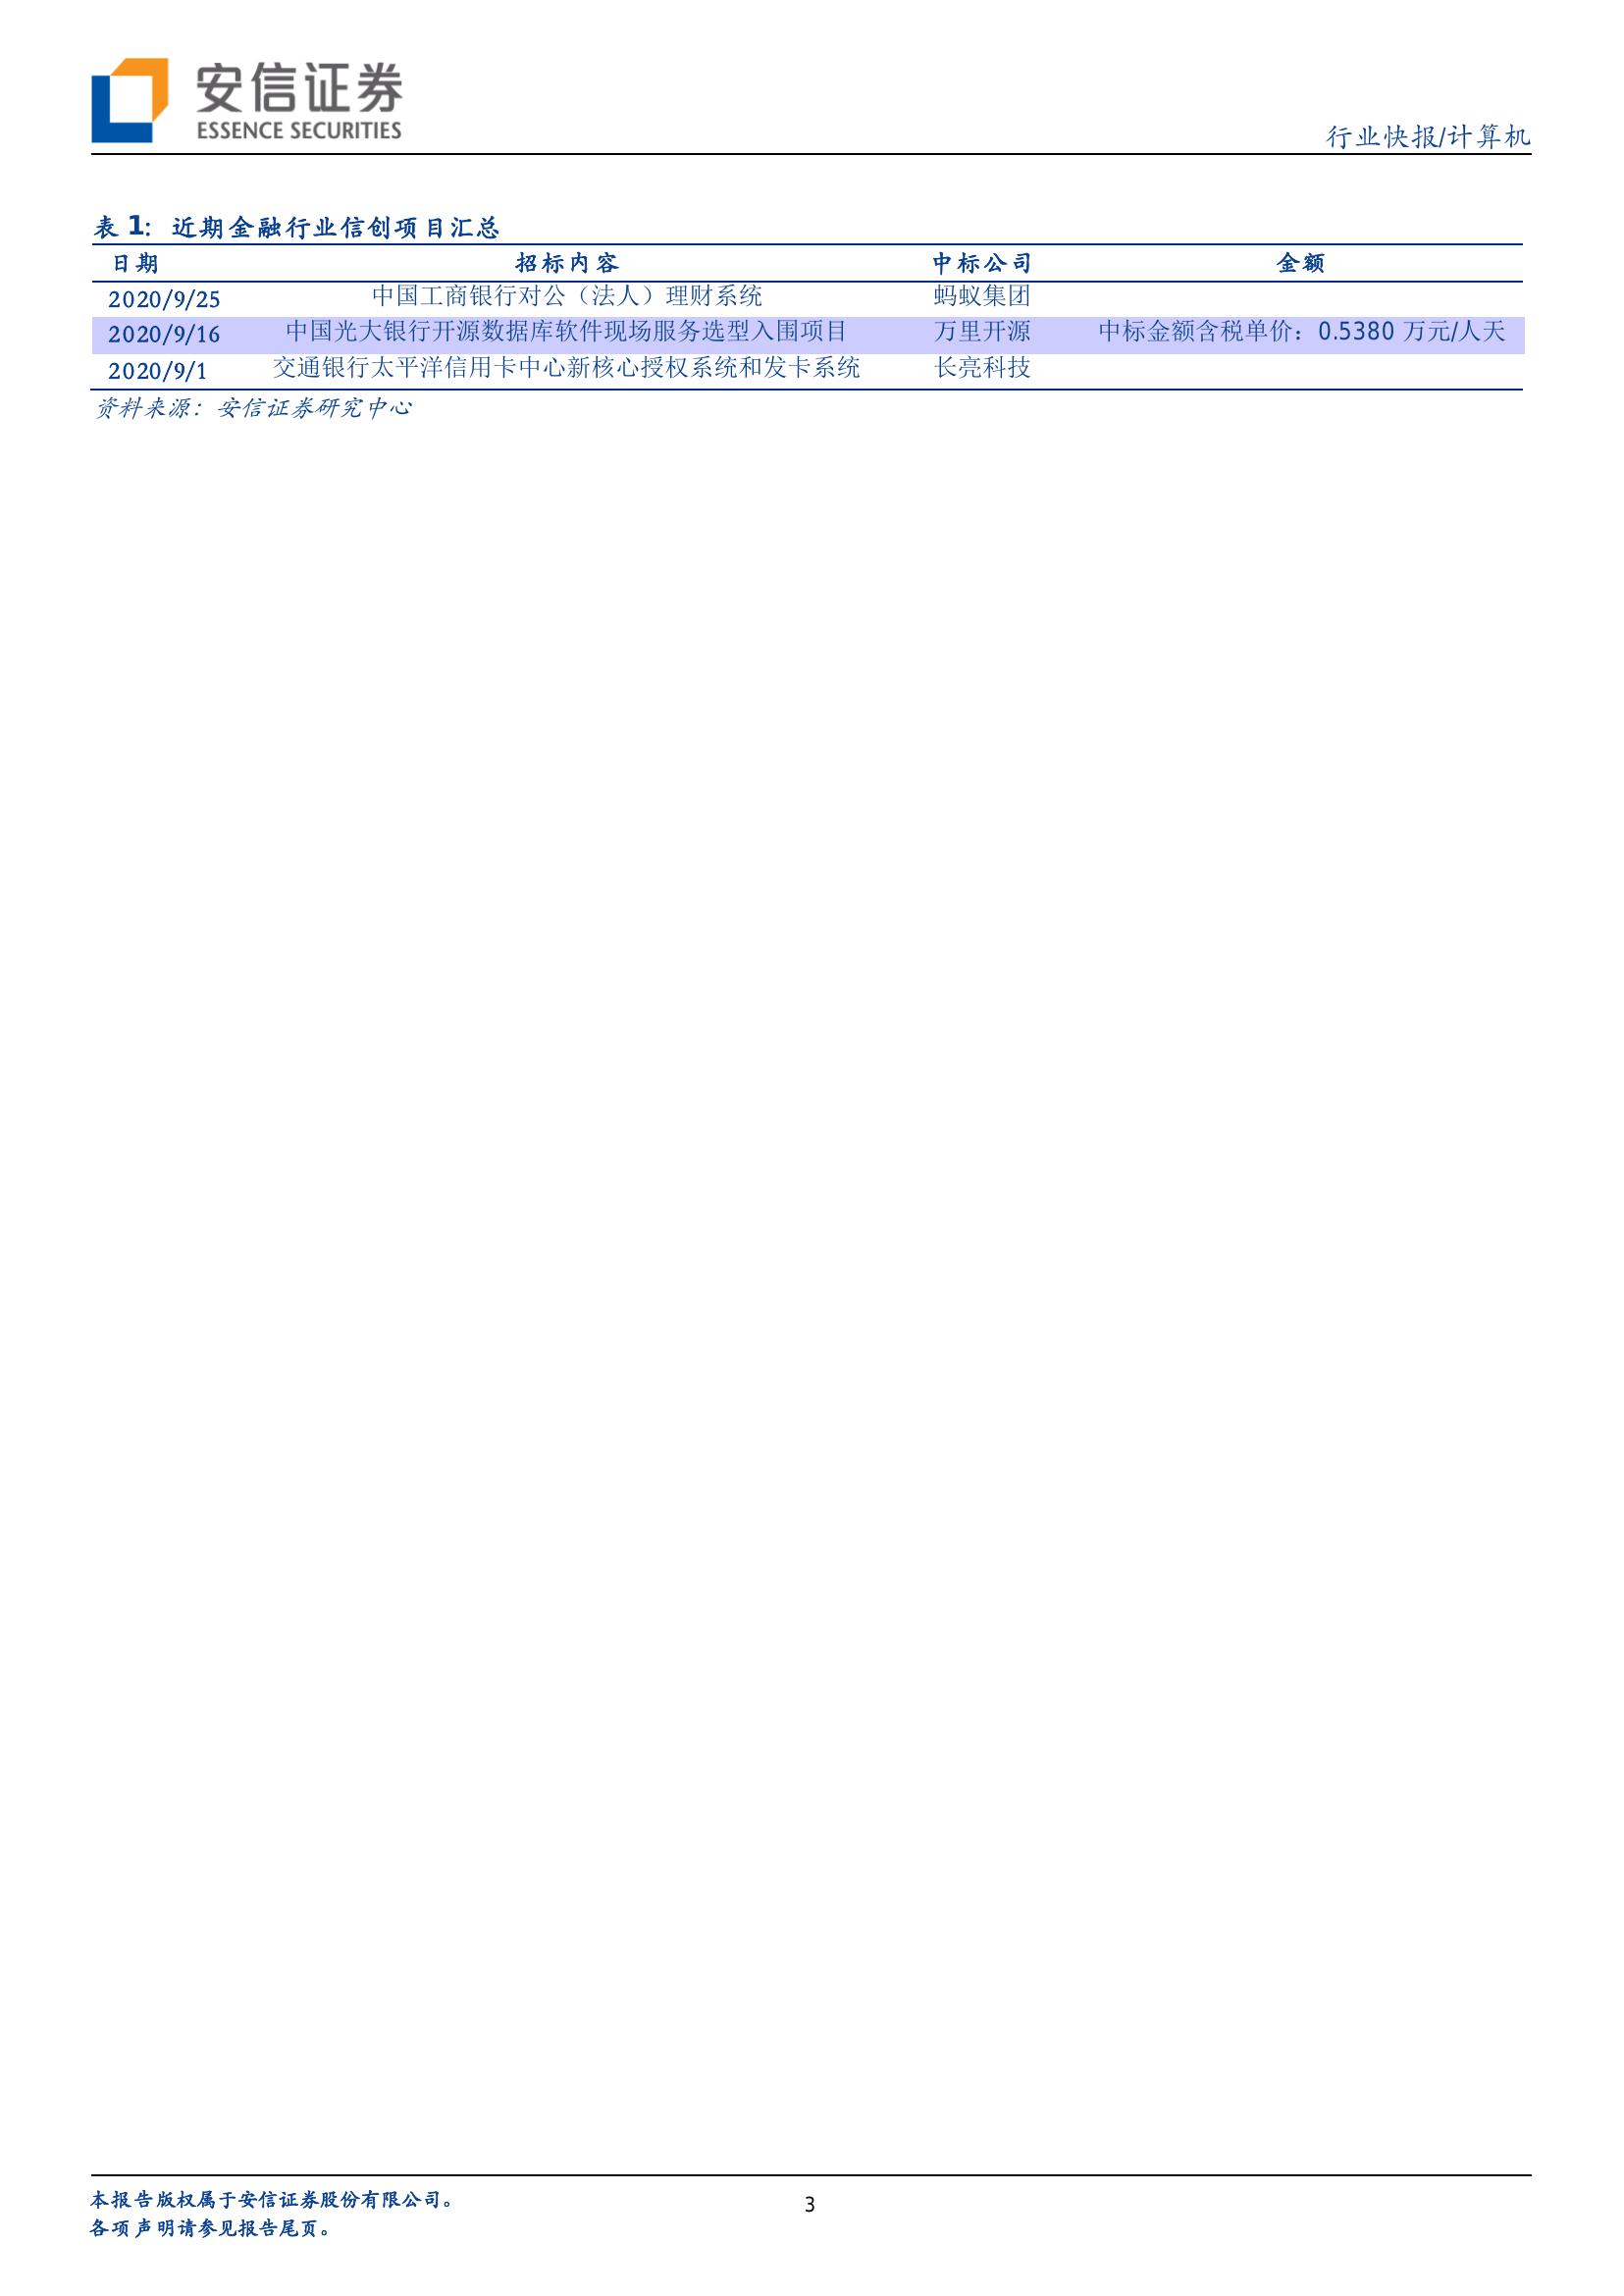 安信证券
ESSENCE SECURITIES
行业快报/计算机
表 1: 近期金融行业信创项目汇总
日期 招标内容 中标公司 金额
2020/9/25 中国工商银行对公（法人）理财系统 蚂蚁集团
2020/9/16 中国光大银行开源数据库软件现场服务选型入围项目 万里开源 中标金额含税单价：0.5380 万元/人天
2020/9/1 交通银行太平洋信用卡中心新核心授权系统和发卡系统 长亮科技
资料来源：安信证券研究中心
本报告版权属于安信证券股份有限公司。
各项声明请参见报告尾页。
3